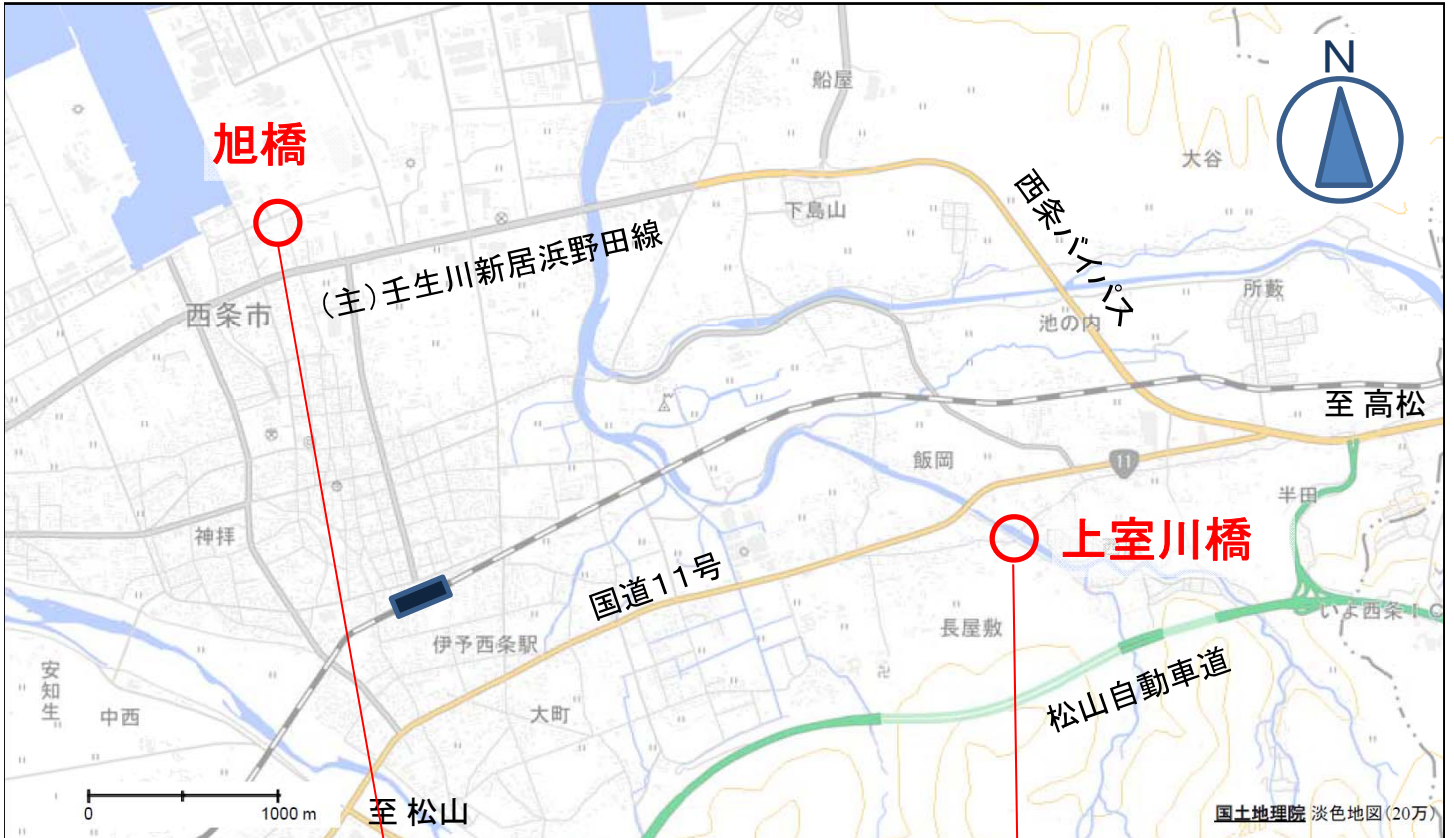 船屋
N
旭橋
大谷
西条バイパス
下島山
(主)壬生川新居浜野田線
所藪
西条市
池の内
至 高松
飯岡
11
半田
神拝
上室川橋
国道11号
いよ西条IC
長屋敷
伊予西条駅
安知生
松山自動車道
中西
大町
0
1000 m
至 松山
国土地理院 淡色地図(20万)